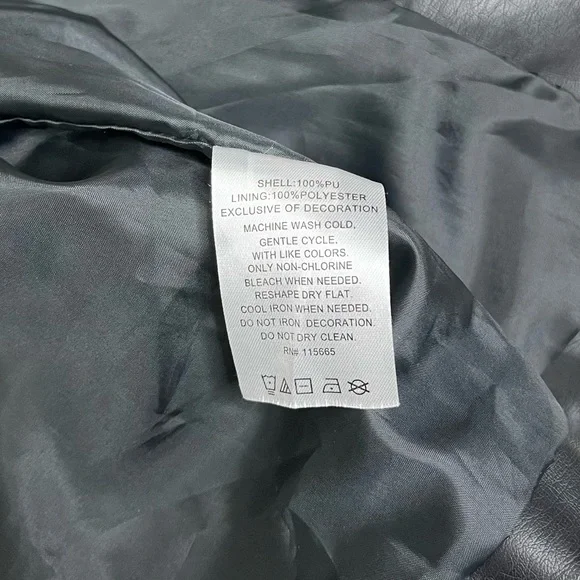 SHELL:100%PU
LINING:100%POLYESTER
EXCLUSIVE OF DECORATION
MACHINE WASH COLD,
GENTLE CYCLE.
WITH LIKE COLORS.
ONLY NON-CHLORINE
BLEACH WHEN NEEDED.
RESHAPE DRY FLAT.
COOL IRON WHEN NEEDED.
DO NOT IRON DECORATION.
DO NOT DRY CLEAN.
RN# 115665